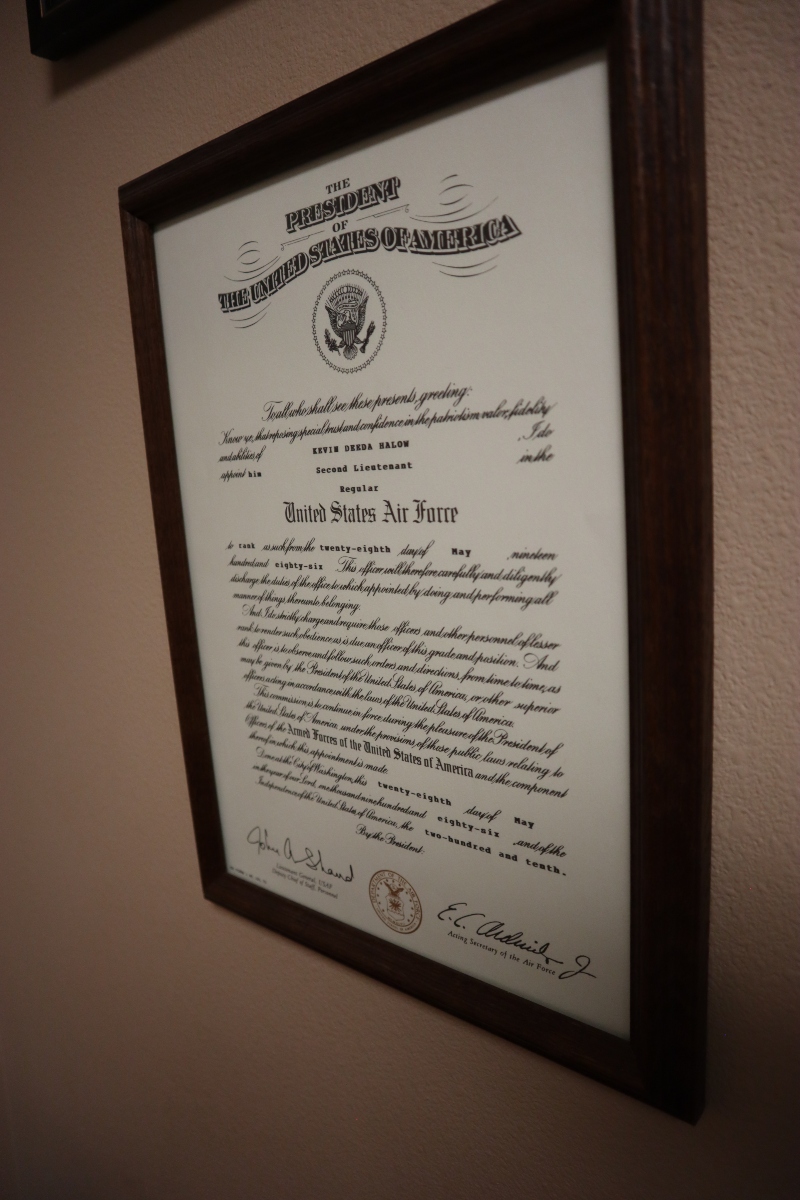 THE
PRESIDENT
OF
THE UNITED STATES OF AMERICA
To all who shall see these presents, greeting:
Know ye, that reposing special trust and confidence in the patriotism, valor, fidelity
and abilities of KEVIN DEEDA HALOW , I do
appoint him Second Lieutenant in the
Regular
United States Air Force
to rank as such from the twenty-eighth day of May nineteen
hundred and eighty-six This officer will therefore carefully and diligently
discharge the duties of the office to which appointed by doing and performing all
manner of things thereunto belonging.
And, I do strictly charge and require those officers and other personnel of lesser
rank to render such obedience as is due an officer of this grade and position. And
this officer is to observe and follow such orders and directions, from time to time, as
may be given by the President of the United States of America, or other superior
officers acting in accordance with the laws of the United States of America.
This commission is to continue in force during the pleasure of the President of
the United States of America, under the provisions of those public laws relating to
Officers of the Armed Forces of the United States of America and the component
thereof in which this appointment is made.
Done at the City of Washington, this twenty-eighth day of May
in the year of our Lord, one thousand nine hundred and eighty-six and of the
Independence of the United States of America, the two-hundred and tenth.
By the President:
Lieutenant General, USAF
Deputy Chief of Staff, Personnel
Acting Secretary of the Air Force